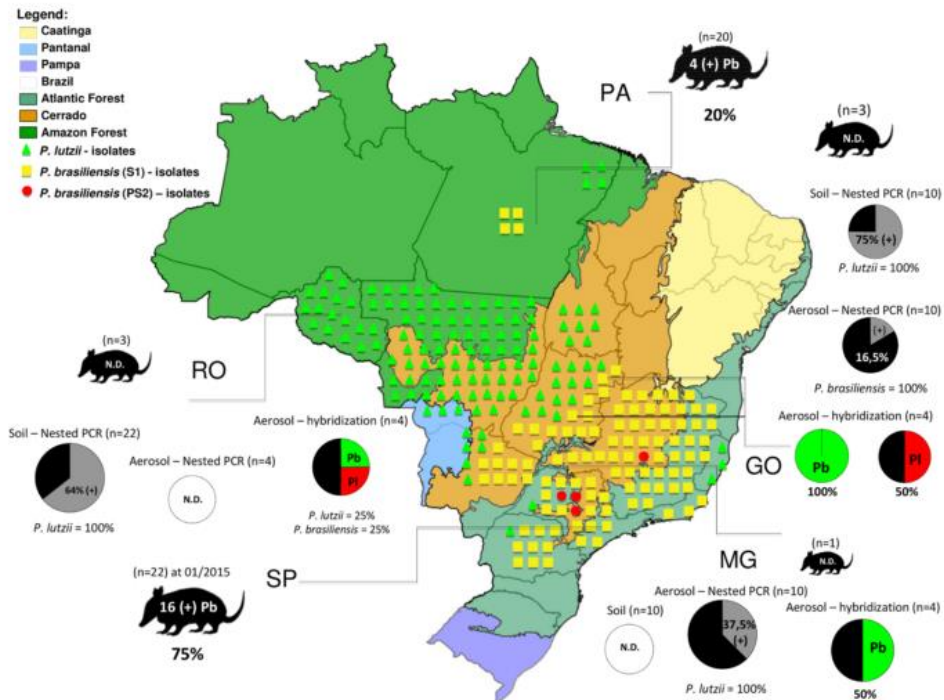 Legend:
Caatinga
Pantanal
Pampa
Brazil
Atlantic Forest
Cerrado
Amazon Forest
P. lutzii - isolates
P. brasiliensis (S1) - isolates
P. brasiliensis (PS2) – isolates
PA
(n=20)
4 (+) Pb
20%
(n=3)
N.D.
Soil – Nested PCR (n=10)
75% (+)
P. lutzii = 100%
Aerosol – Nested PCR (n=10)
(+)
16,5%
P. brasiliensis = 100%
Aerosol – hybridization (n=4)
Pb
100%
Pl
50%
GO
(n=3)
N.D.
RO
Soil – Nested PCR (n=22)
64% (+)
P. lutzii = 100%
Aerosol – Nested PCR (n=4)
N.D.
Aerosol – hybridization (n=4)
Pb
Pl
P. lutzii = 25%
P. brasiliensis = 25%
SP
(n=22) at 01/2015
16 (+) Pb
75%
MG
(n=1)
N.D.
Soil (n=10)
N.D.
Aerosol – Nested PCR (n=10)
37,5%
(+)
P. lutzii = 100%
Aerosol – hybridization (n=4)
Pb
50%